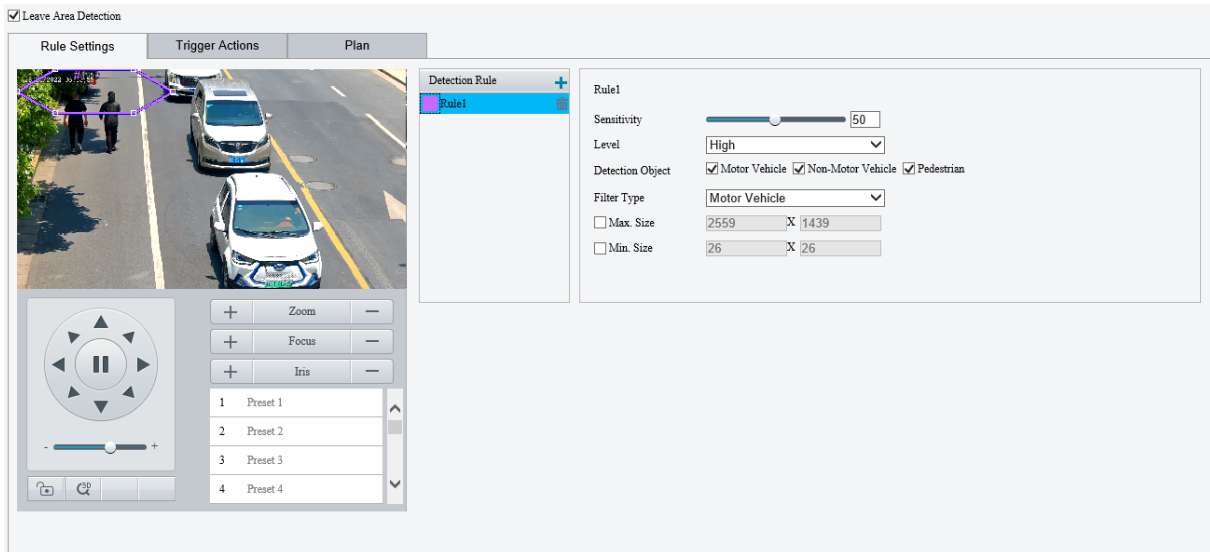 Leave Area Detection
Rule Settings
Trigger Actions
Plan
Detection Rule
Rule1
Rule1
Sensitivity
50
Level
High
Detection Object
Motor Vehicle
Non-Motor Vehicle
Pedestrian
Filter Type
Motor Vehicle
Max. Size
2559 X 1439
Min. Size
26 X 26
+ Zoom −
+ Focus −
+ Iris −
- +
3D
1 Preset 1
2 Preset 2
3 Preset 3
4 Preset 4